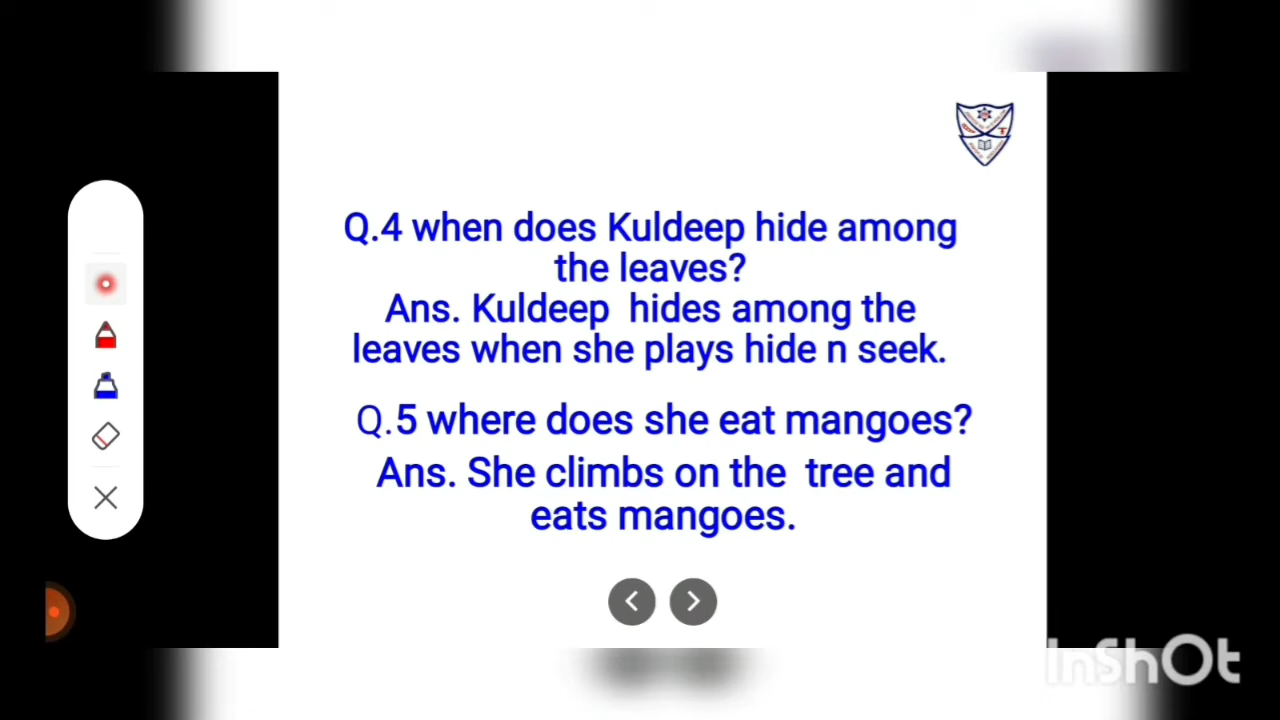 Q.4 when does Kuldeep hide among
the leaves?
Ans. Kuldeep hides among the
leaves when she plays hide n seek.
Q.5 where does she eat mangoes?
Ans. She climbs on the tree and
eats mangoes.
InShOt